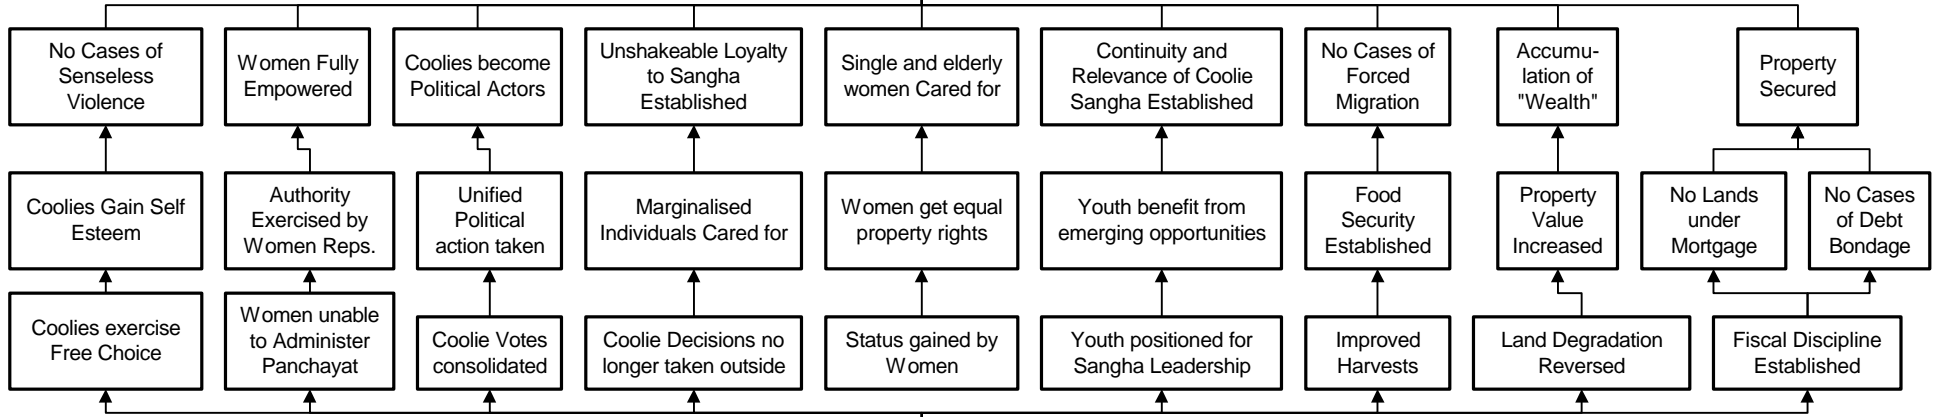 No Cases of
Senseless
Violence
Women Fully
Empowered
Coolies become
Political Actors
Unshakeable Loyalty
to Sangha
Established
Single and elderly
women Cared for
Continuity and
Relevance of Coolie
Sangha Established
No Cases of
Forced
Migration
Accumu-
lation of
"Wealth"
Property
Secured
Coolies Gain Self
Esteem
Authority
Exercised by
Women Reps.
Unified
Political
action taken
Marginalised
Individuals Cared for
Women get equal
property rights
Youth benefit from
emerging opportunities
Food
Security
Established
Property
Value
Increased
No Lands
under
Mortgage
No Cases
of Debt
Bondage
Coolies exercise
Free Choice
Women unable
to Administer
Panchayat
Coolie Votes
consolidated
Coolie Decisions no
longer taken outside
Status gained by
Women
Youth positioned for
Sangha Leadership
Improved
Harvests
Land Degradation
Reversed
Fiscal Discipline
Established